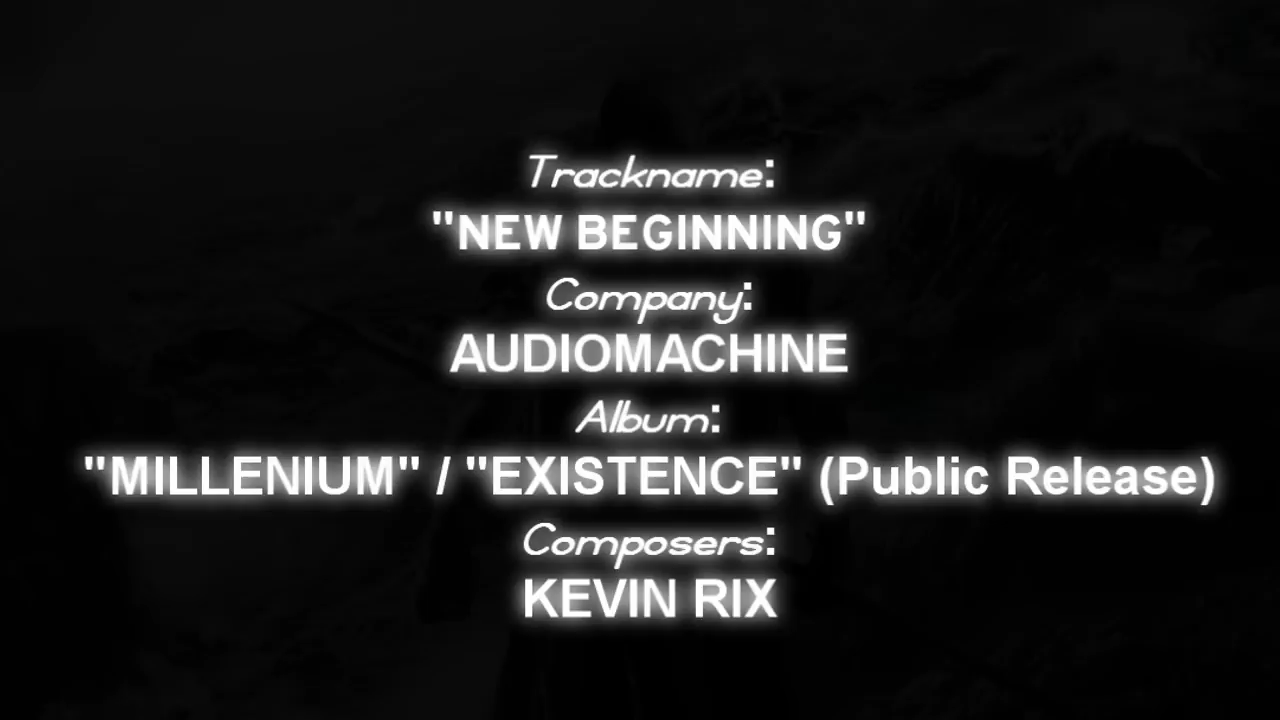 Trackname:
"NEW BEGINNING"
Company:
AUDIOMACHINE
Album:
"MILLENIUM" / "EXISTENCE" (Public Release)
Composers:
KEVIN RIX